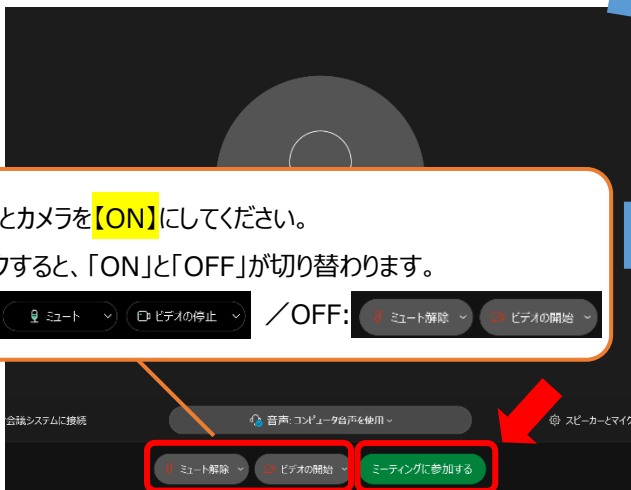 とカメラを【ON】にしてください。
クすると、「ON」と「OFF」が切り替わります。
ミュート ビデオの停止 ／OFF: ミュート解除 ビデオの開始
会議システムに接続 音声: コンピュータ音声を使用 スピーカーとマイク
ミュート解除 ビデオの開始 ミーティングに参加する